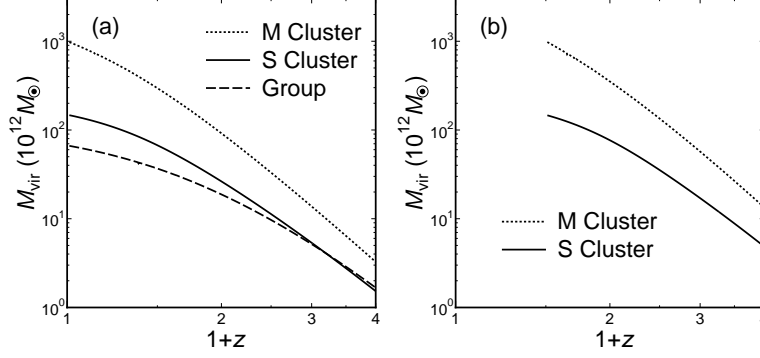 (a)
M Cluster
S Cluster
Group
10³
10²
10¹
10⁰
M_vir (10¹² M_⊙)
1 2 3 4
1+z
(b)
M Cluster
S Cluster
10³
10²
10¹
10⁰
M_vir (10¹² M_⊙)
1 2 3
1+z